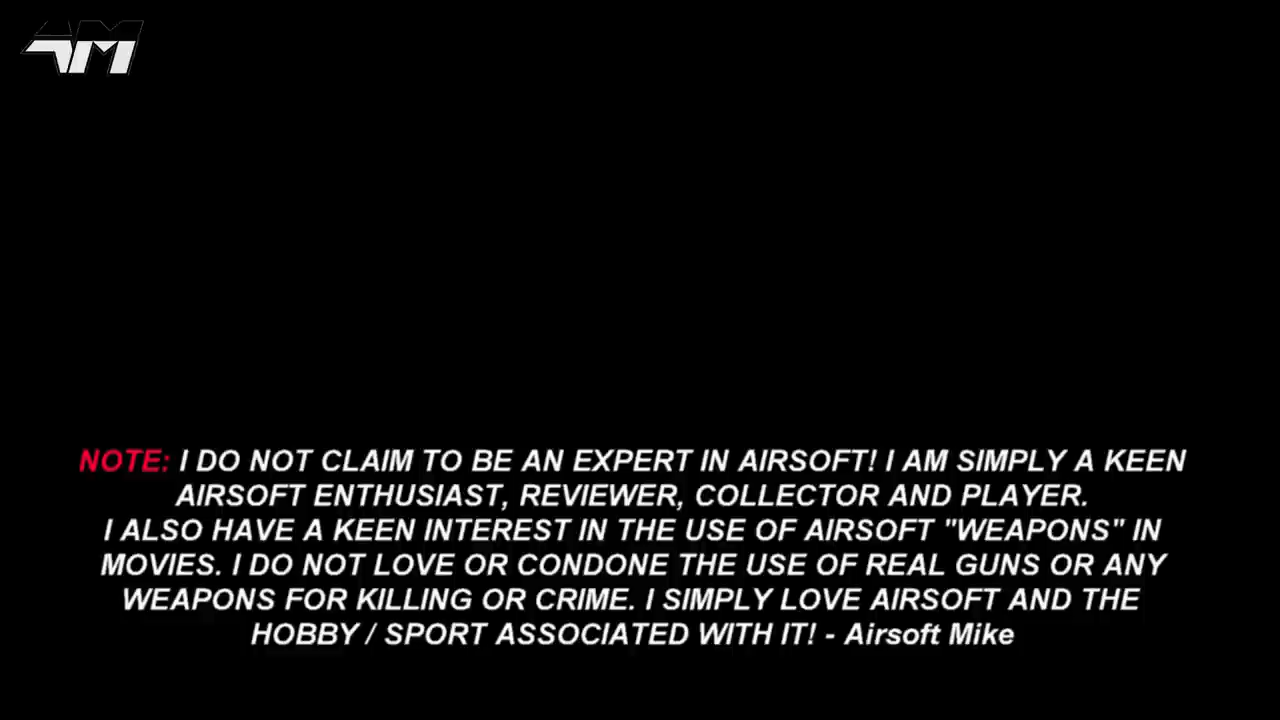 AM
NOTE: I DO NOT CLAIM TO BE AN EXPERT IN AIRSOFT! I AM SIMPLY A KEEN
AIRSOFT ENTHUSIAST, REVIEWER, COLLECTOR AND PLAYER.
I ALSO HAVE A KEEN INTEREST IN THE USE OF AIRSOFT "WEAPONS" IN
MOVIES. I DO NOT LOVE OR CONDONE THE USE OF REAL GUNS OR ANY
WEAPONS FOR KILLING OR CRIME. I SIMPLY LOVE AIRSOFT AND THE
HOBBY / SPORT ASSOCIATED WITH IT! - Airsoft Mike